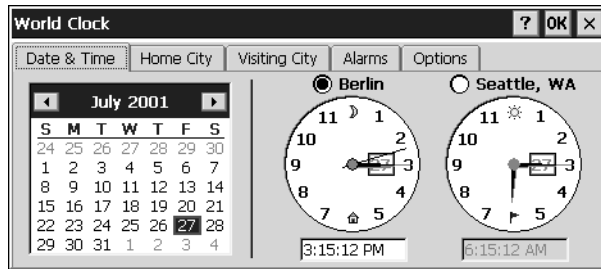 World Clock ? OK ×
Date & Time Home City Visiting City Alarms Options
July 2001
S M T W T F S
24 25 26 27 28 29 30
1 2 3 4 5 6 7
8 9 10 11 12 13 14
15 16 17 18 19 20 21
22 23 24 25 26 27 28
29 30 31 1 2 3 4
Berlin
11 1
10 2
9 27 3
8 4
7 5
3:15:12 PM
Seattle, WA
11 1
10 2
9 27 3
8 4
7 5
6:15:12 AM